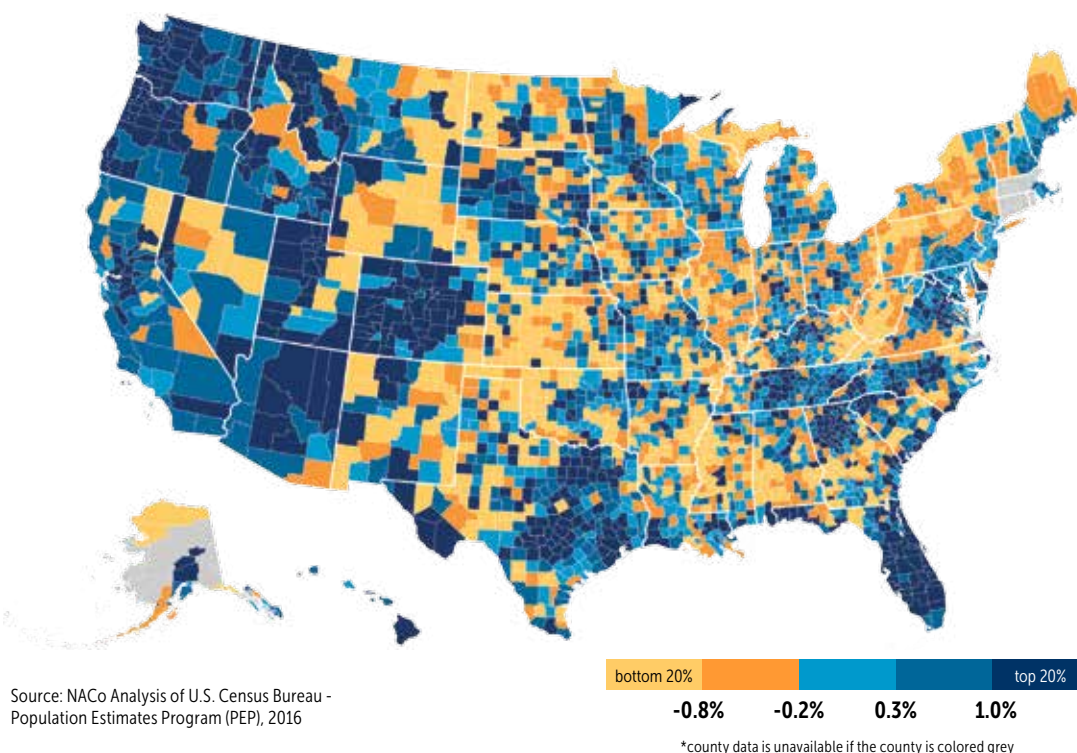 Source: NACo Analysis of U.S. Census Bureau -
Population Estimates Program (PEP), 2016
bottom 20%
top 20%
-0.8% -0.2% 0.3% 1.0%
*county data is unavailable if the county is colored grey